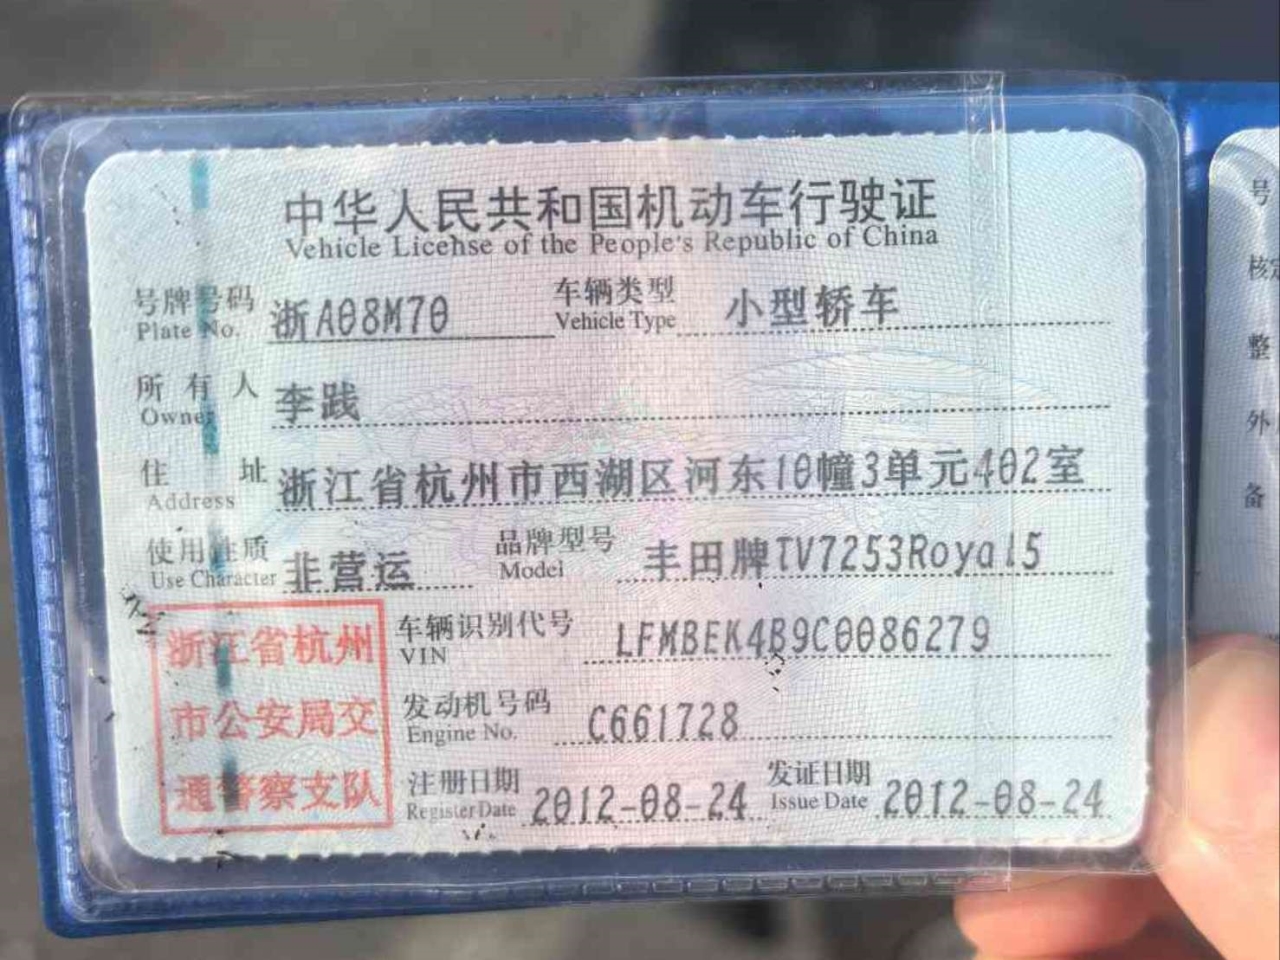 中华人民共和国机动车行驶证
Vehicle License of the People's Republic of China
号牌号码 浙A08M70 车辆类型 小型轿车
Plate No. Vehicle Type
所有人 李践
Owner
住址 浙江省杭州市西湖区河东10幢3单元402室
Address
使用性质 非营运 品牌型号 丰田牌TV7253Royal5
Use Character Model
车辆识别代号 LFMBEK4B9C0086279
VIN
发动机号码 C661728
Engine No.
注册日期 2012-08-24 发证日期 2012-08-24
Register Date Issue Date
浙江省杭州
市公安局交
通警察支队
号
核定
整
外
备